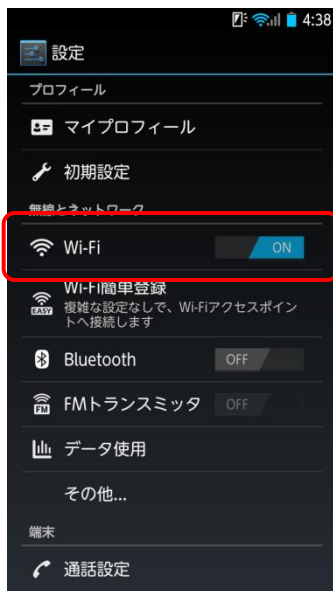 4:38
設定
プロフィール
マイプロフィール
初期設定
無線とネットワーク
Wi-Fi
ON
Wi-Fi簡単登録
EASY
複雑な設定なしで、Wi-Fiアクセスポイン
トへ接続します
Bluetooth
OFF
FM
FMトランスミッタ
OFF
データ使用
その他...
端末
通話設定